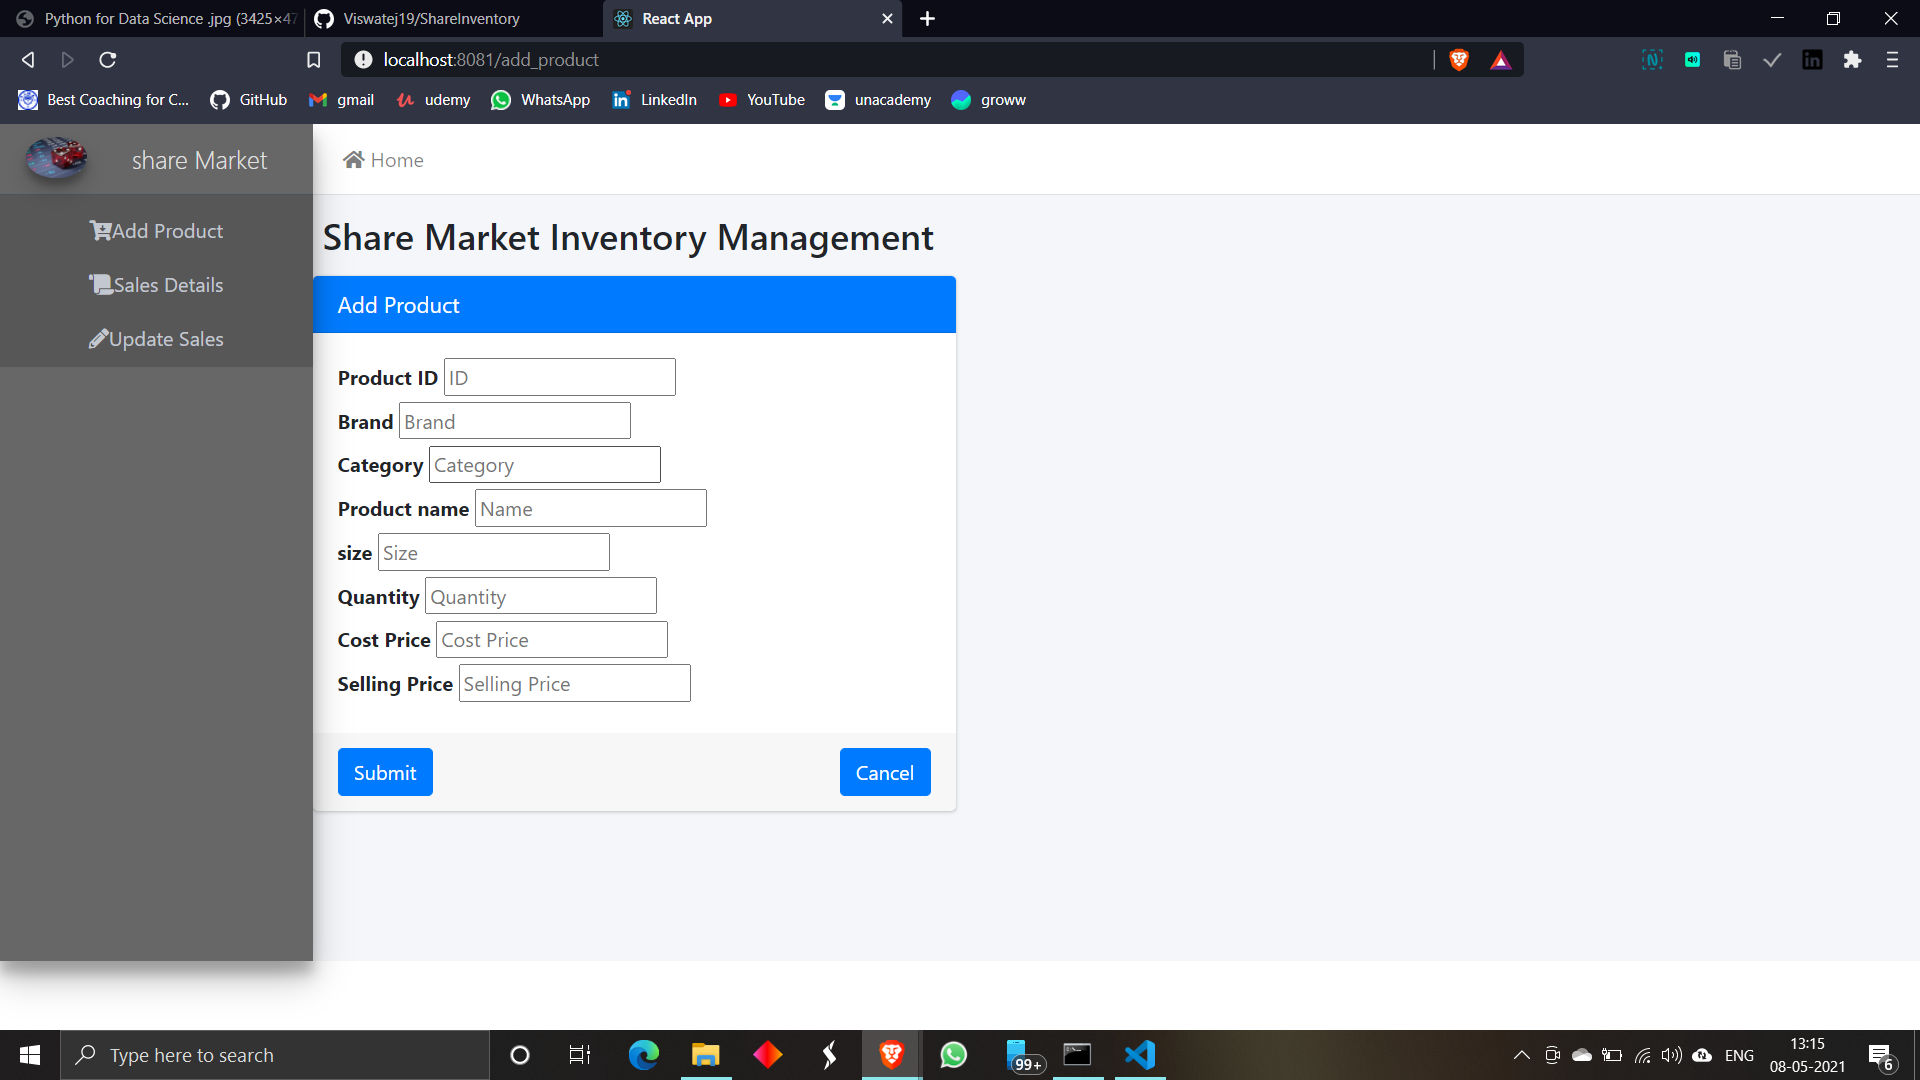 Python for Data Science .jpg (3425×47
Viswatej19/ShareInventory
React App
localhost:8081/add_product
Best Coaching for C...
GitHub
gmail
udemy
WhatsApp
LinkedIn
YouTube
unacademy
groww
share Market
Home
Add Product
Sales Details
Update Sales
Share Market Inventory Management
Add Product
Product ID ID
Brand Brand
Category Category
Product name Name
size Size
Quantity Quantity
Cost Price Cost Price
Selling Price Selling Price
Submit
Cancel
Type here to search
99+
ENG
13:15
08-05-2021
6